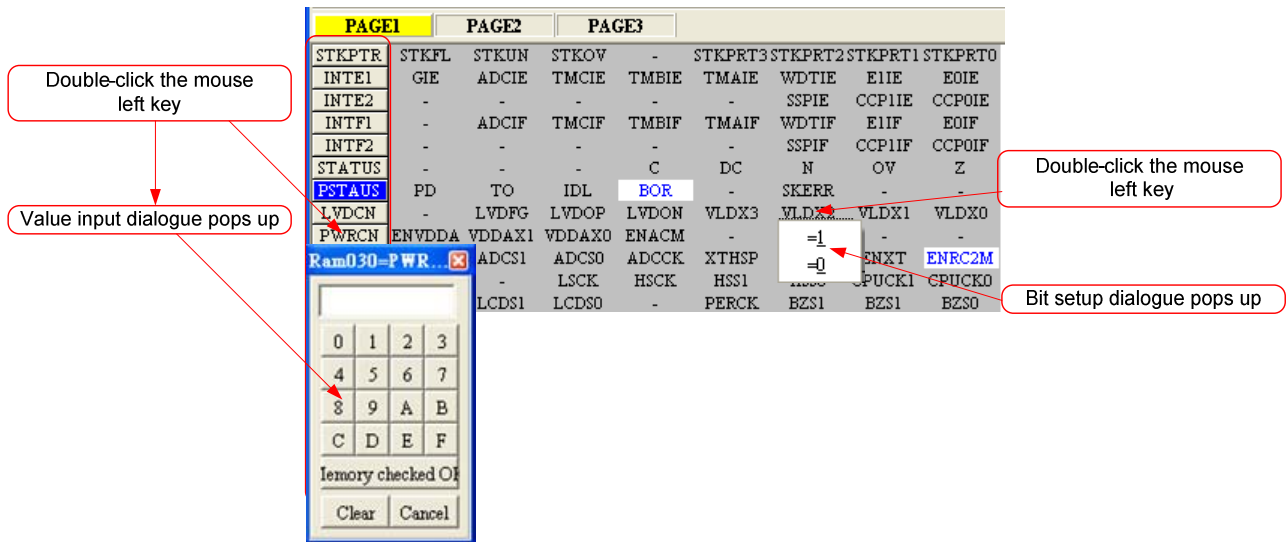 PAGE1 PAGE2 PAGE3
STKPTR STKFL STKUN STKOV - STKPRT3 STKPRT2 STKPRT1 STKPRT0
INTE1 GIE ADCIE TMCIE TMBIE TMAIE WDTIE E1IE E0IE
INTE2 - - - - - SSPIE CCP1IE CCP0IE
INTF1 - ADCIF TMCIF TMBIF TMAIF WDTIF E1IF E0IF
INTF2 - - - - - SSPIF CCP1IF CCP0IF
STATUS - - - C DC N OV Z
PSTAUS PD TO IDL BOR - SKERR - -
LVDCN - LVDFG LVDOP LVDON VLDX3 VLDX2 VLDX1 VLDX0
PWRCN ENVDDA VDDAX1 VDDAX0 ENACM - - -
ADCS1 ADCS0 ADCCK XTHSP ENXT ENRC2M
- LSCK HSCK HSS1 HSS0 CPUCK1 CPUCK0
LCDS1 LCDS0 - PERCK BZS1 BZS1 BZS0
=1
=0
Ram030=PWR...
0 1 2 3
4 5 6 7
8 9 A B
C D E F
Memory checked OK
Clear Cancel
Double-click the mouse
left key
Value input dialogue pops up
Double-click the mouse
left key
Bit setup dialogue pops up